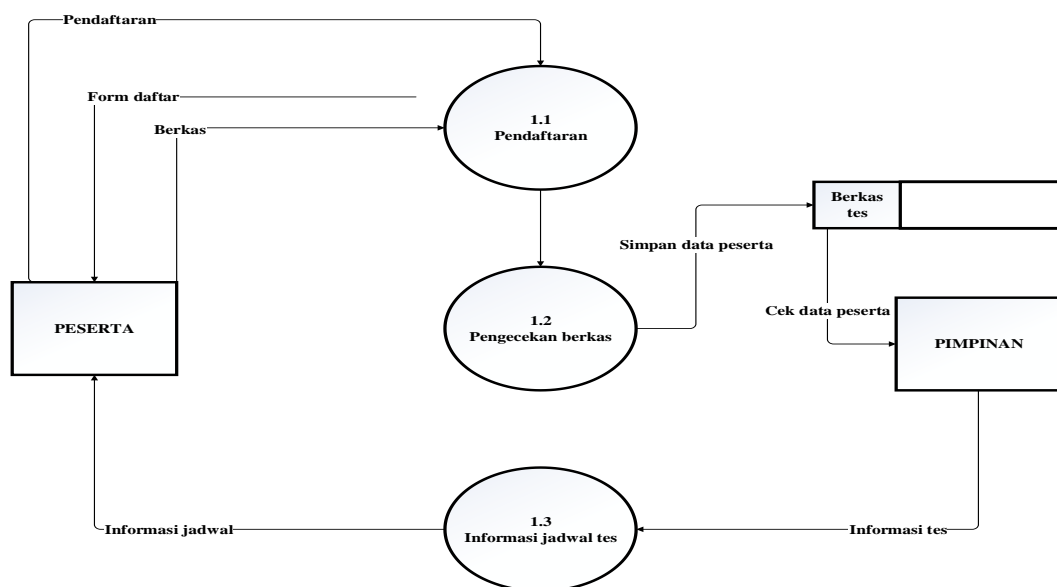 Pendaftaran
Form daftar
Berkas
1.1
Pendaftaran
Berkas
tes
Simpan data peserta
Cek data peserta
PESERTA
1.2
Pengecekan berkas
PIMPINAN
1.3
Informasi jadwal tes
Informasi jadwal
Informasi tes